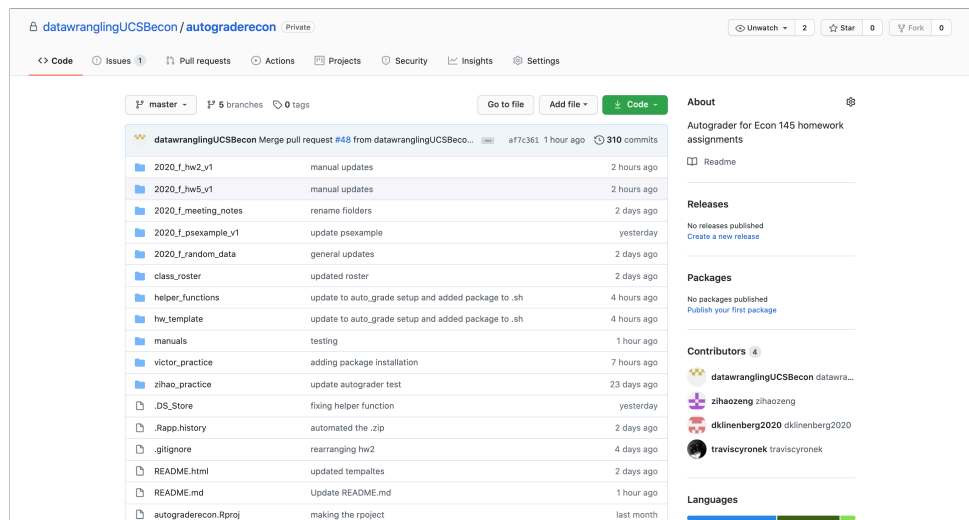 datawranglingUCSBecon / autograderecon Private
Unwatch 2 Star 0 Fork 0
Code Issues 1 Pull requests Actions Projects Security Insights Settings
master 5 branches 0 tags Go to file Add file Code
datawranglingUCSBecon Merge pull request #48 from datawranglingUCSBeco... af7c361 1 hour ago 310 commits
2020_f_hw2_v1 manual updates 2 hours ago
2020_f_hw5_v1 manual updates 2 hours ago
2020_f_meeting_notes rename fiolders 2 days ago
2020_f_psexample_v1 update psexample yesterday
2020_f_random_data general updates 2 days ago
class_roster updated roster 2 days ago
helper_functions update to auto_grade setup and added package to .sh 4 hours ago
hw_template update to auto_grade setup and added package to .sh 4 hours ago
manuals testing 1 hour ago
victor_practice adding package installation 7 hours ago
zihao_practice update autograder test 23 days ago
.DS_Store fixing helper function yesterday
.Rapp.history automated the .zip 2 days ago
.gitignore rearranging hw2 4 days ago
README.html updated tempaltes 2 days ago
README.md Update README.md 1 hour ago
autograderecon.Rproj making the rpoject last month
About
Autograder for Econ 145 homework
assignments
Readme
Releases
No releases published
Create a new release
Packages
No packages published
Publish your first package
Contributors 4
datawranglingUCSBecon datawra...
zihaozeng zihaozeng
dklinenberg2020 dklinenberg2020
traviscyronek traviscyronek
Languages